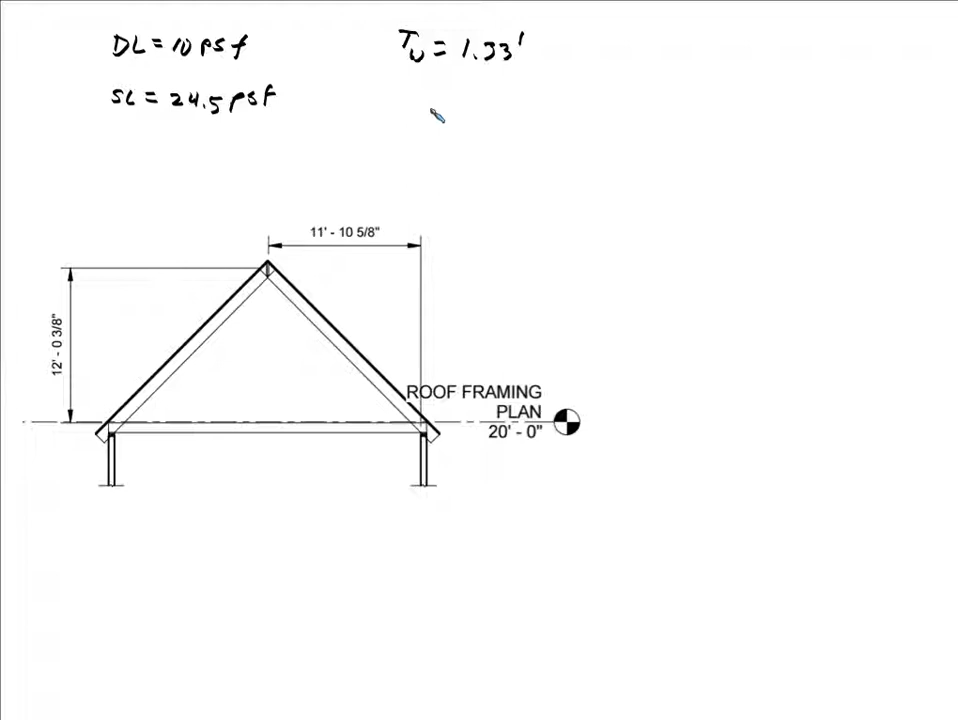 DL = 10 psf
Tw = 1.33'
SL = 24.5 psf
11' - 10 5/8"
12' - 0 3/8"
ROOF FRAMING
PLAN
20' - 0"